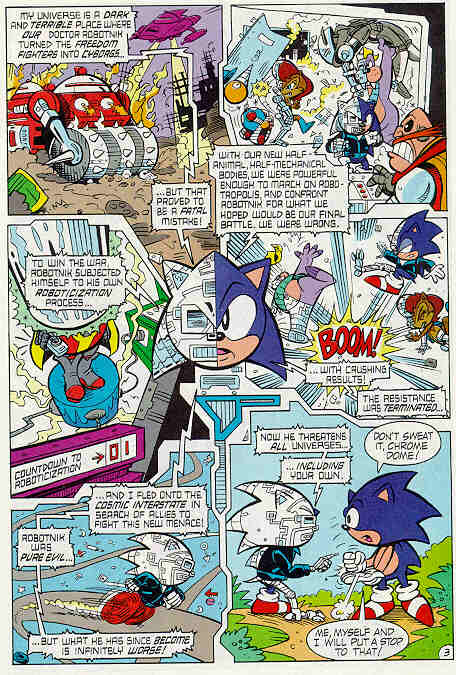 MY UNIVERSE IS A DARK
AND TERRIBLE PLACE WHERE
OUR DOCTOR ROBOTNIK
TURNED THE FREEDOM
FIGHTERS INTO CYBORGS...
...BUT THAT
PROVED TO
BE A FATAL
MISTAKE!
WITH OUR NEW HALF-
ANIMAL, HALF-MECHANICAL
BODIES, WE WERE POWERFUL
ENOUGH TO MARCH ON ROBO-
TROPOLIS, AND CONFRONT
ROBOTNIK FOR WHAT WE
HOPED WOULD BE OUR FINAL
BATTLE. WE WERE WRONG.
TO WIN THE WAR,
ROBOTNIK SUBJECTED
HIMSELF TO HIS OWN
ROBOTICIZATION
PROCESS...
COUNTDOWN TO
ROBOTICIZATION
01
BOOM!
...WITH CRUSHING
RESULTS!
THE RESISTANCE
WAS TERMINATED...
...AND I FLED ONTO THE
COSMIC INTERSTATE IN
SEARCH OF ALLIES TO
FIGHT THIS NEW MENACE!
ROBOTNIK
WAS
PURE EVIL...
...BUT WHAT HE HAS SINCE BECOME
IS INFINITELY WORSE!
NOW HE THREATENS
ALL UNIVERSES...
...INCLUDING
YOUR OWN.
DON'T SWEAT
IT, CHROME
DOME!
ME, MYSELF AND
I WILL PUT A STOP
TO THAT!
3